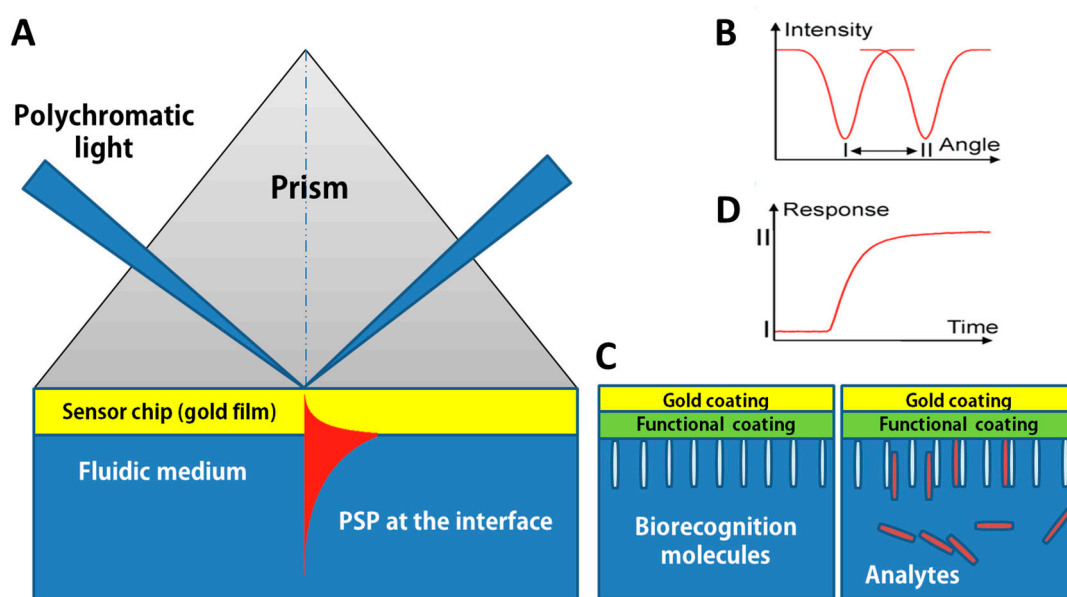 A
Polychromatic
light
Prism
Sensor chip (gold film)
Fluidic medium
PSP at the interface
B
Intensity
I
II
Angle
D
Response
II
I
Time
C
Gold coating
Functional coating
Biorecognition
molecules
Gold coating
Functional coating
Analytes